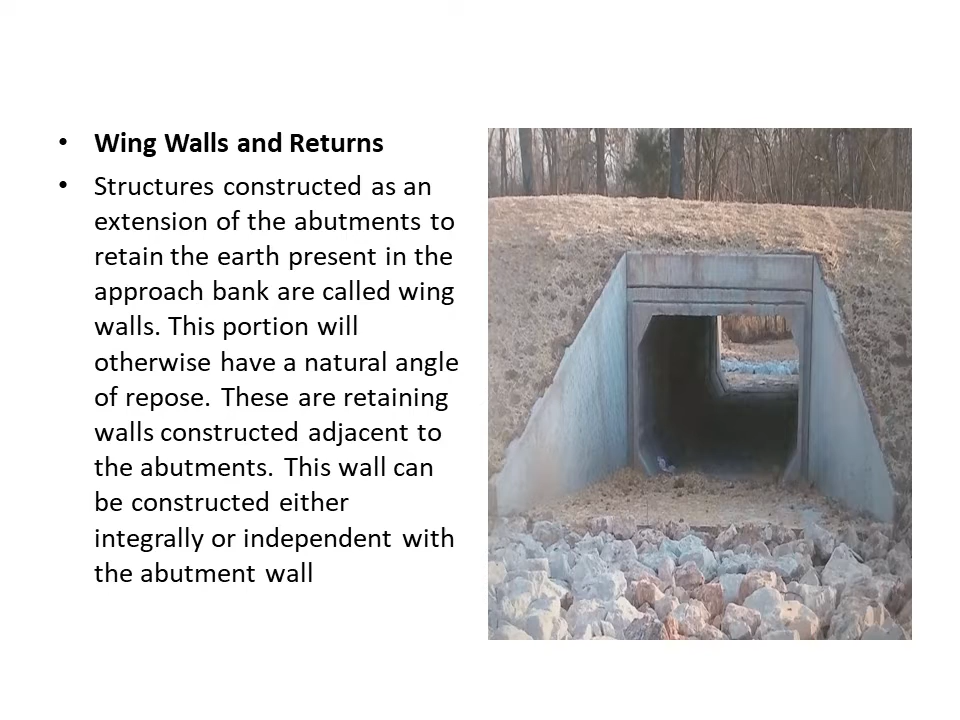 • Wing Walls and Returns
• Structures constructed as an
extension of the abutments to
retain the earth present in the
approach bank are called wing
walls. This portion will
otherwise have a natural angle
of repose. These are retaining
walls constructed adjacent to
the abutments. This wall can
be constructed either
integrally or independent with
the abutment wall